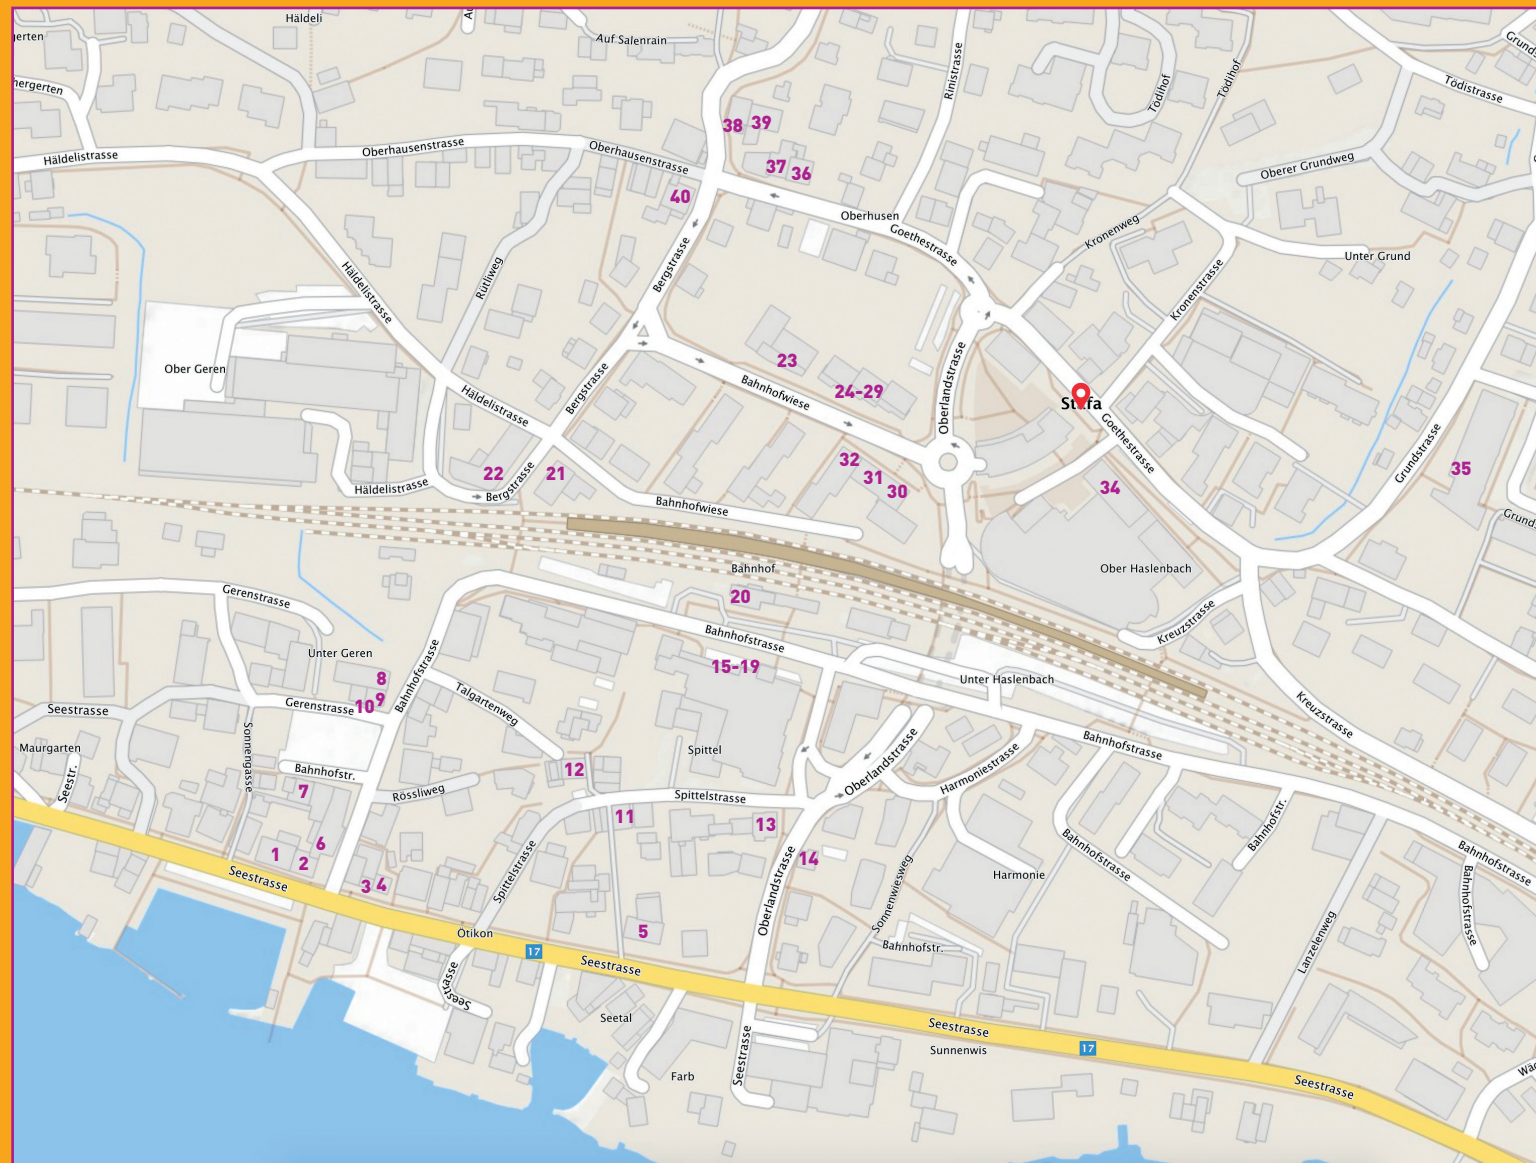 Häldeli
Auf Salenrain
Rinistrasse
Tödihof
Tödihof
Tödistrasse
38
39
Oberhausenstrasse
Oberhausenstrasse
Häldelistrasse
37
36
Oberer Grundweg
40
Oberhusen
Goethestrasse
Kronenweg
Unter Grund
Bergstrasse
Rütliweg
Häldelistrasse
Kronenstrasse
Ober Geren
23
24-29
Bahnhofwiese
Oberlandstrasse
Bergstrasse
Häldelistrasse
Goethestrasse
Grundstrasse
32
31
30
22
21
34
35
Häldelistrasse
Bergstrasse
Bahnhofwiese
Bahnhof
Ober Haslenbach
20
Gerenstrasse
Kreuzstrasse
Bahnhofstrasse
Unter Geren
15-19
8
9
10
Unter Haslenbach
Bahnhofstrasse
Talgartenweg
Gerenstrasse
Seestrasse
Kreuzstrasse
Maurgarten
Sonnengasse
Spittel
Bahnhofstrasse
Seestr.
Bahnhofstr.
12
Oberlandstrasse
Harmoniestrasse
7
Rössliweg
Spittelstrasse
11
13
Bahnhofstr.
6
1
2
14
Bahnhofstrasse
Bahnhofstrasse
Seestrasse
3
4
Spittelstrasse
Oberlandstrasse
Sonnenwiesweg
Harmonie
Bahnhofstrasse
Ötikon
5
17
Seestrasse
Bahnhofstr.
Lanzelenweg
Seestrasse
Seetal
Seestrasse
Seestrasse
Sunnenwis
17
Farb
Seestrasse